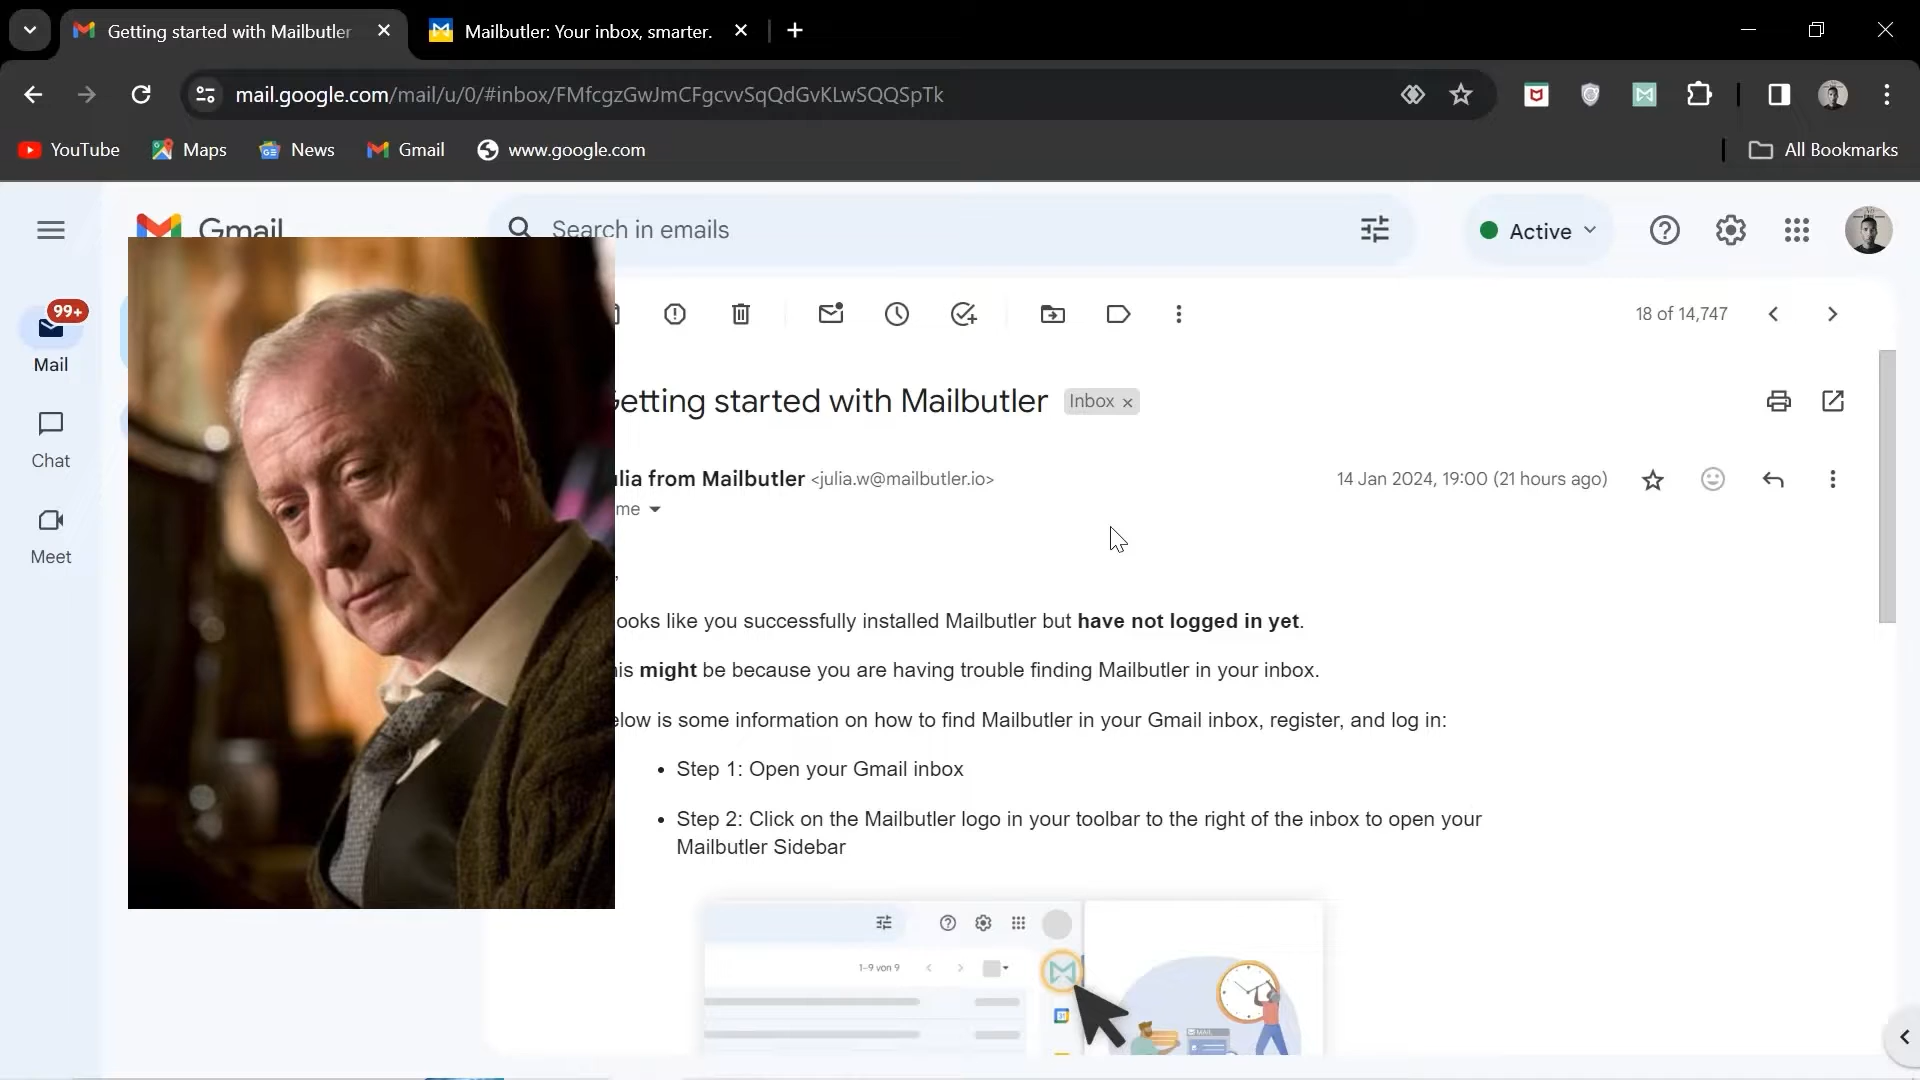 Getting started with Mailbutler
Mailbutler: Your inbox, smarter.
mail.google.com/mail/u/0/#inbox/FMfcgzGwJmCFgcvvSqQdGvKLwSQQSpTk
YouTube
Maps
News
Gmail
www.google.com
All Bookmarks
Gmail
Search in emails
Active
99+
Mail
Chat
Meet
18 of 14,747
etting started with Mailbutler
Inbox ×
lia from Mailbutler <julia.w@mailbutler.io>
14 Jan 2024, 19:00 (21 hours ago)
me
,
ooks like you successfully installed Mailbutler but have not logged in yet.
is might be because you are having trouble finding Mailbutler in your inbox.
elow is some information on how to find Mailbutler in your Gmail inbox, register, and log in:
• Step 1: Open your Gmail inbox
• Step 2: Click on the Mailbutler logo in your toolbar to the right of the inbox to open your
Mailbutler Sidebar
1-9 von 9
MAIL